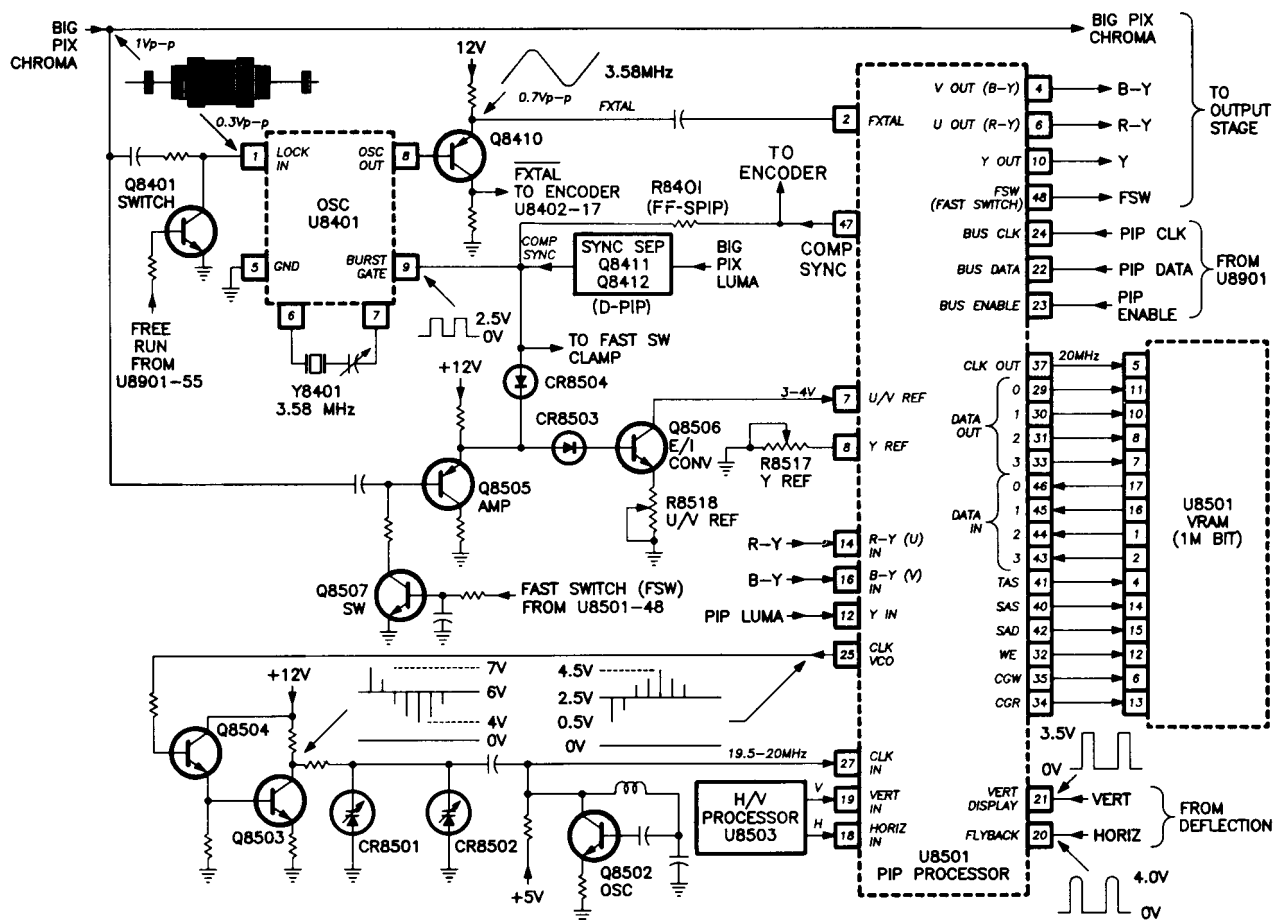 BIG
PIX
CHROMA
1Vp-p
BIG PIX
CHROMA
12V
3.58MHz
0.7Vp-p
FXTAL
0.3Vp-p
1
LOCK
IN
OSC
OUT
8
Q8410
Q8401
SWITCH
OSC
U8401
FXTAL
TO ENCODER
U8402-17
5
GND
BURST
GATE
9
6
7
FREE
RUN
FROM
U8901-55
Y8401
3.58 MHz
2.5V
0V
COMP
SYNC
SYNC SEP
Q8411
Q8412
(D-PIP)
BIG
PIX
LUMA
R8401
(FF-SPIP)
TO
ENCODER
TO FAST SW
CLAMP
2
FXTAL
47
COMP
SYNC
V OUT (B-Y)
4
B-Y
U OUT (R-Y)
6
R-Y
Y OUT
10
Y
FSW
(FAST SWITCH)
48
FSW
TO
OUTPUT
STAGE
BUS CLK
24
PIP CLK
BUS DATA
22
PIP DATA
BUS ENABLE
23
PIP
ENABLE
FROM
U8901
+12V
CR8504
CR8503
3-4V
7
U/V REF
Q8506
E/I
CONV
R8517
Y REF
8
Y REF
Q8505
AMP
R8518
U/V REF
Q8507
SW
FAST SWITCH (FSW)
FROM U8501-48
R-Y
14
R-Y (U)
IN
B-Y
16
B-Y (V)
IN
PIP LUMA
12
Y IN
25
CLK
VCO
CLK OUT
37
20MHz
5
DATA
OUT
0
29
11
1
30
10
2
31
8
3
33
7
DATA
IN
0
46
17
1
45
16
2
44
1
3
43
2
TAS
41
4
SAS
40
14
SAD
42
15
WE
32
12
CGW
35
6
CGR
34
13
U8501
VRAM
(1M BIT)
+12V
7V
6V
4V
0V
4.5V
2.5V
0.5V
0V
Q8504
Q8503
CR8501
CR8502
19.5-20MHz
27
CLK
IN
+5V
Q8502
OSC
H/V
PROCESSOR
U8503
V
19
VERT
IN
H
18
HORIZ
IN
U8501
PIP PROCESSOR
3.5V
0V
VERT
DISPLAY
21
VERT
FLYBACK
20
HORIZ
FROM
DEFLECTION
4.0V
0V